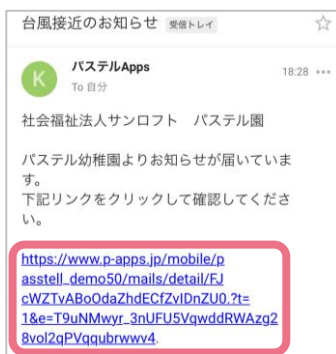 台風接近のお知らせ 受信トレイ
K
パステルApps
18:28
To 自分
社会福祉法人サンロフト パステル園
パステル幼稚園よりお知らせが届いていま
す。
下記リンクをクリックして確認してくださ
い。
https://www.p-apps.jp/mobile/p
asstell_demo50/mails/detail/FJ
cWZTvABoOdaZhdECfZvIDnZU0.?t=
1&e=T9uNMwyr_3nUFU5VqwddRWAzg2
8vol2qPVqqubrwwv4.